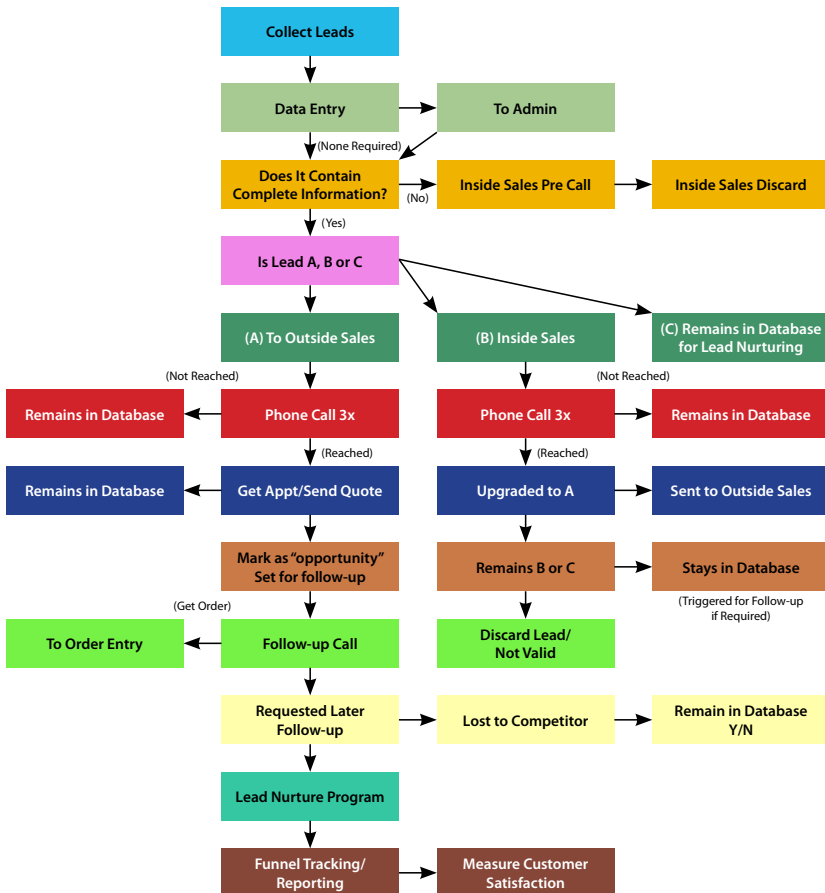 Collect Leads
Data Entry
To Admin
(None Required)
Does It Contain
Complete Information?
(No)
Inside Sales Pre Call
Inside Sales Discard
(Yes)
Is Lead A, B or C
(A) To Outside Sales
(B) Inside Sales
(C) Remains in Database
for Lead Nurturing
(Not Reached)
(Not Reached)
Remains in Database
Phone Call 3x
Phone Call 3x
Remains in Database
(Reached)
(Reached)
Remains in Database
Get Appt/Send Quote
Upgraded to A
Sent to Outside Sales
Mark as “opportunity”
Set for follow-up
Remains B or C
Stays in Database
(Triggered for Follow-up
if Required)
(Get Order)
To Order Entry
Follow-up Call
Discard Lead/
Not Valid
Requested Later
Follow-up
Lost to Competitor
Remain in Database
Y/N
Lead Nurture Program
Funnel Tracking/
Reporting
Measure Customer
Satisfaction